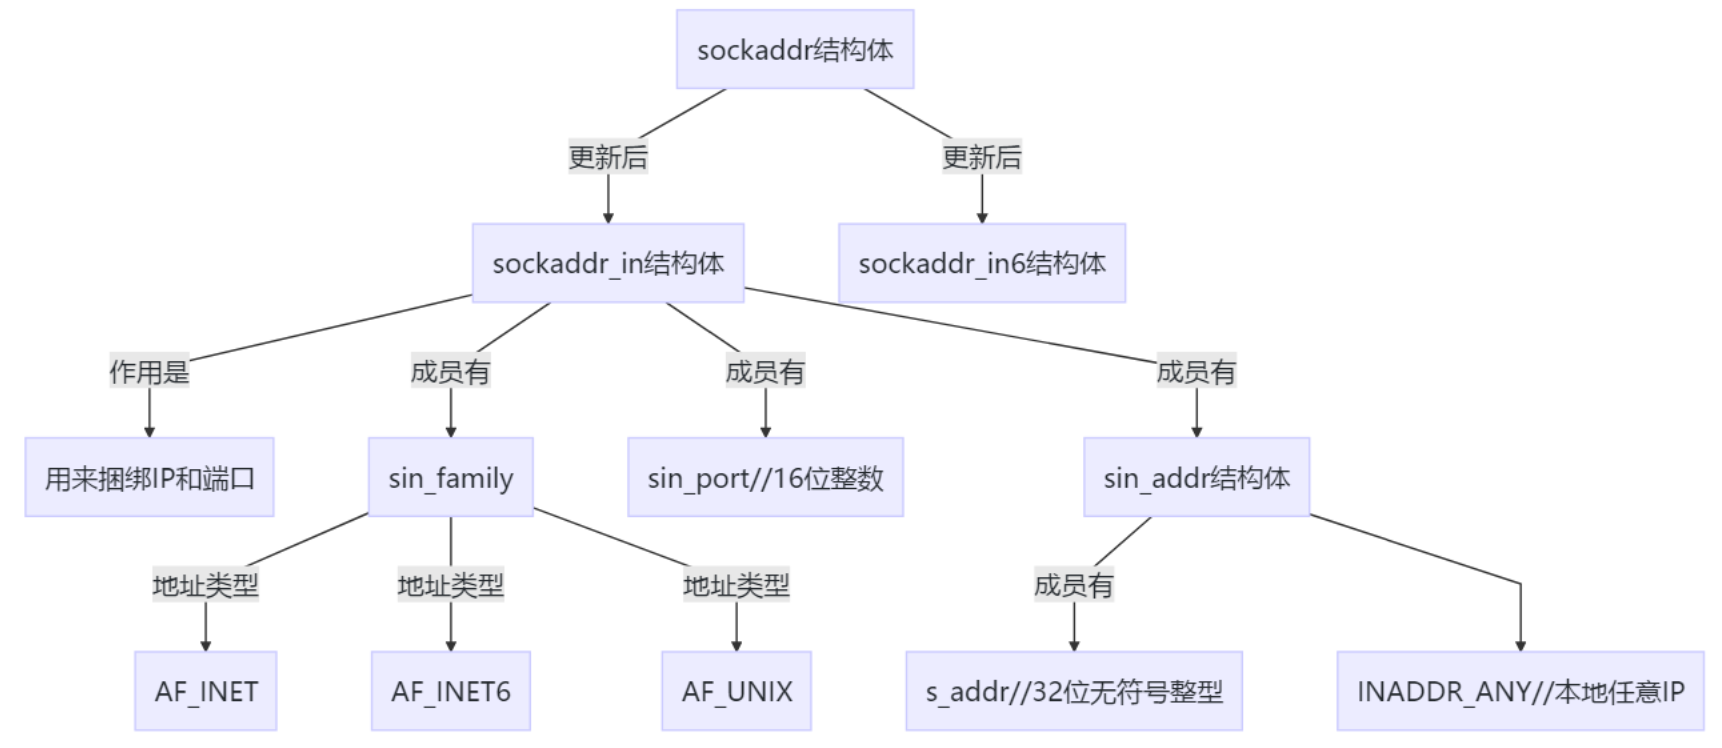 sockaddr结构体
更新后
更新后
sockaddr_in结构体
sockaddr_in6结构体
作用是
成员有
成员有
成员有
用来捆绑IP和端口
sin_family
sin_port//16位整数
sin_addr结构体
地址类型
地址类型
地址类型
成员有
AF_INET
AF_INET6
AF_UNIX
s_addr//32位无符号整型
INADDR_ANY//本地任意IP